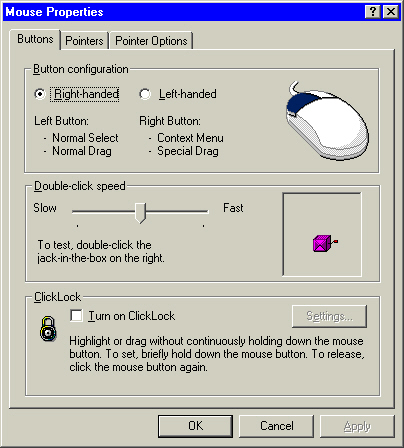 Mouse Properties
Buttons Pointers Pointer Options
Button configuration
Right-handed Left-handed
Left Button: Right Button:
- Normal Select - Context Menu
- Normal Drag - Special Drag
Double-click speed
Slow Fast
To test, double-click the
jack-in-the-box on the right.
ClickLock
Turn on ClickLock Settings...
Highlight or drag without continuously holding down the mouse
button. To set, briefly hold down the mouse button. To release,
click the mouse button again.
OK Cancel Apply